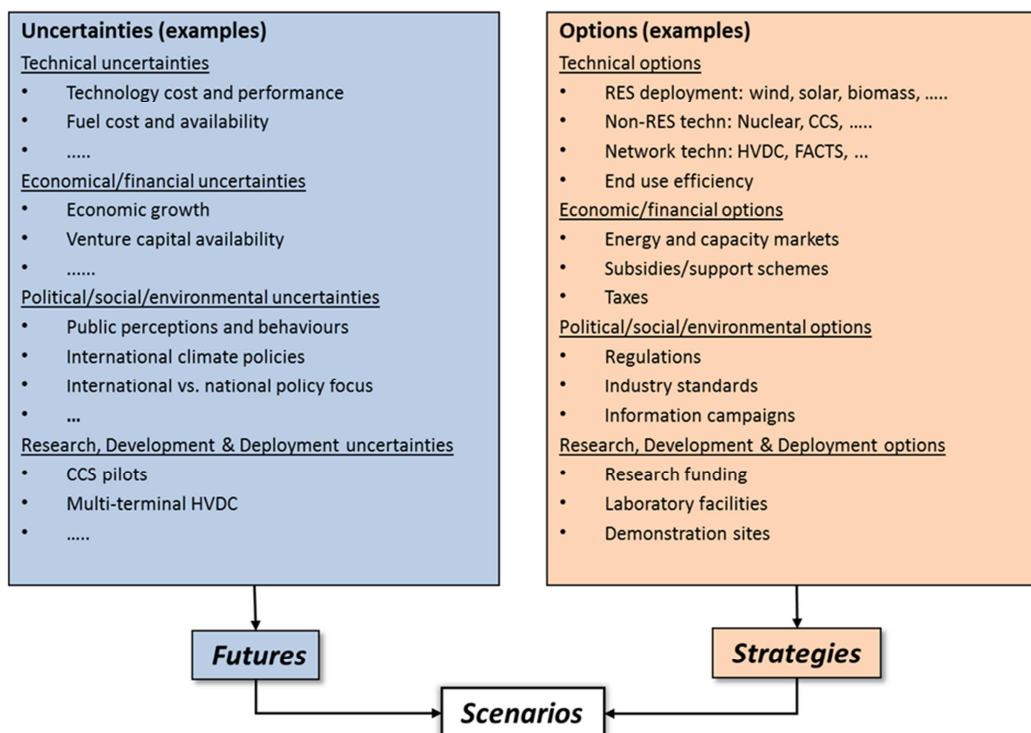 Uncertainties (examples)
Technical uncertainties
• Technology cost and performance
• Fuel cost and availability
• .....
Economical/financial uncertainties
• Economic growth
• Venture capital availability
• ......
Political/social/environmental uncertainties
• Public perceptions and behaviours
• International climate policies
• International vs. national policy focus
• ...
Research, Development & Deployment uncertainties
• CCS pilots
• Multi-terminal HVDC
• .....
Options (examples)
Technical options
• RES deployment: wind, solar, biomass, .....
• Non-RES techn: Nuclear, CCS, .....
• Network techn: HVDC, FACTS, ...
• End use efficiency
Economic/financial options
• Energy and capacity markets
• Subsidies/support schemes
• Taxes
Political/social/environmental options
• Regulations
• Industry standards
• Information campaigns
Research, Development & Deployment options
• Research funding
• Laboratory facilities
• Demonstration sites
Futures
Strategies
Scenarios